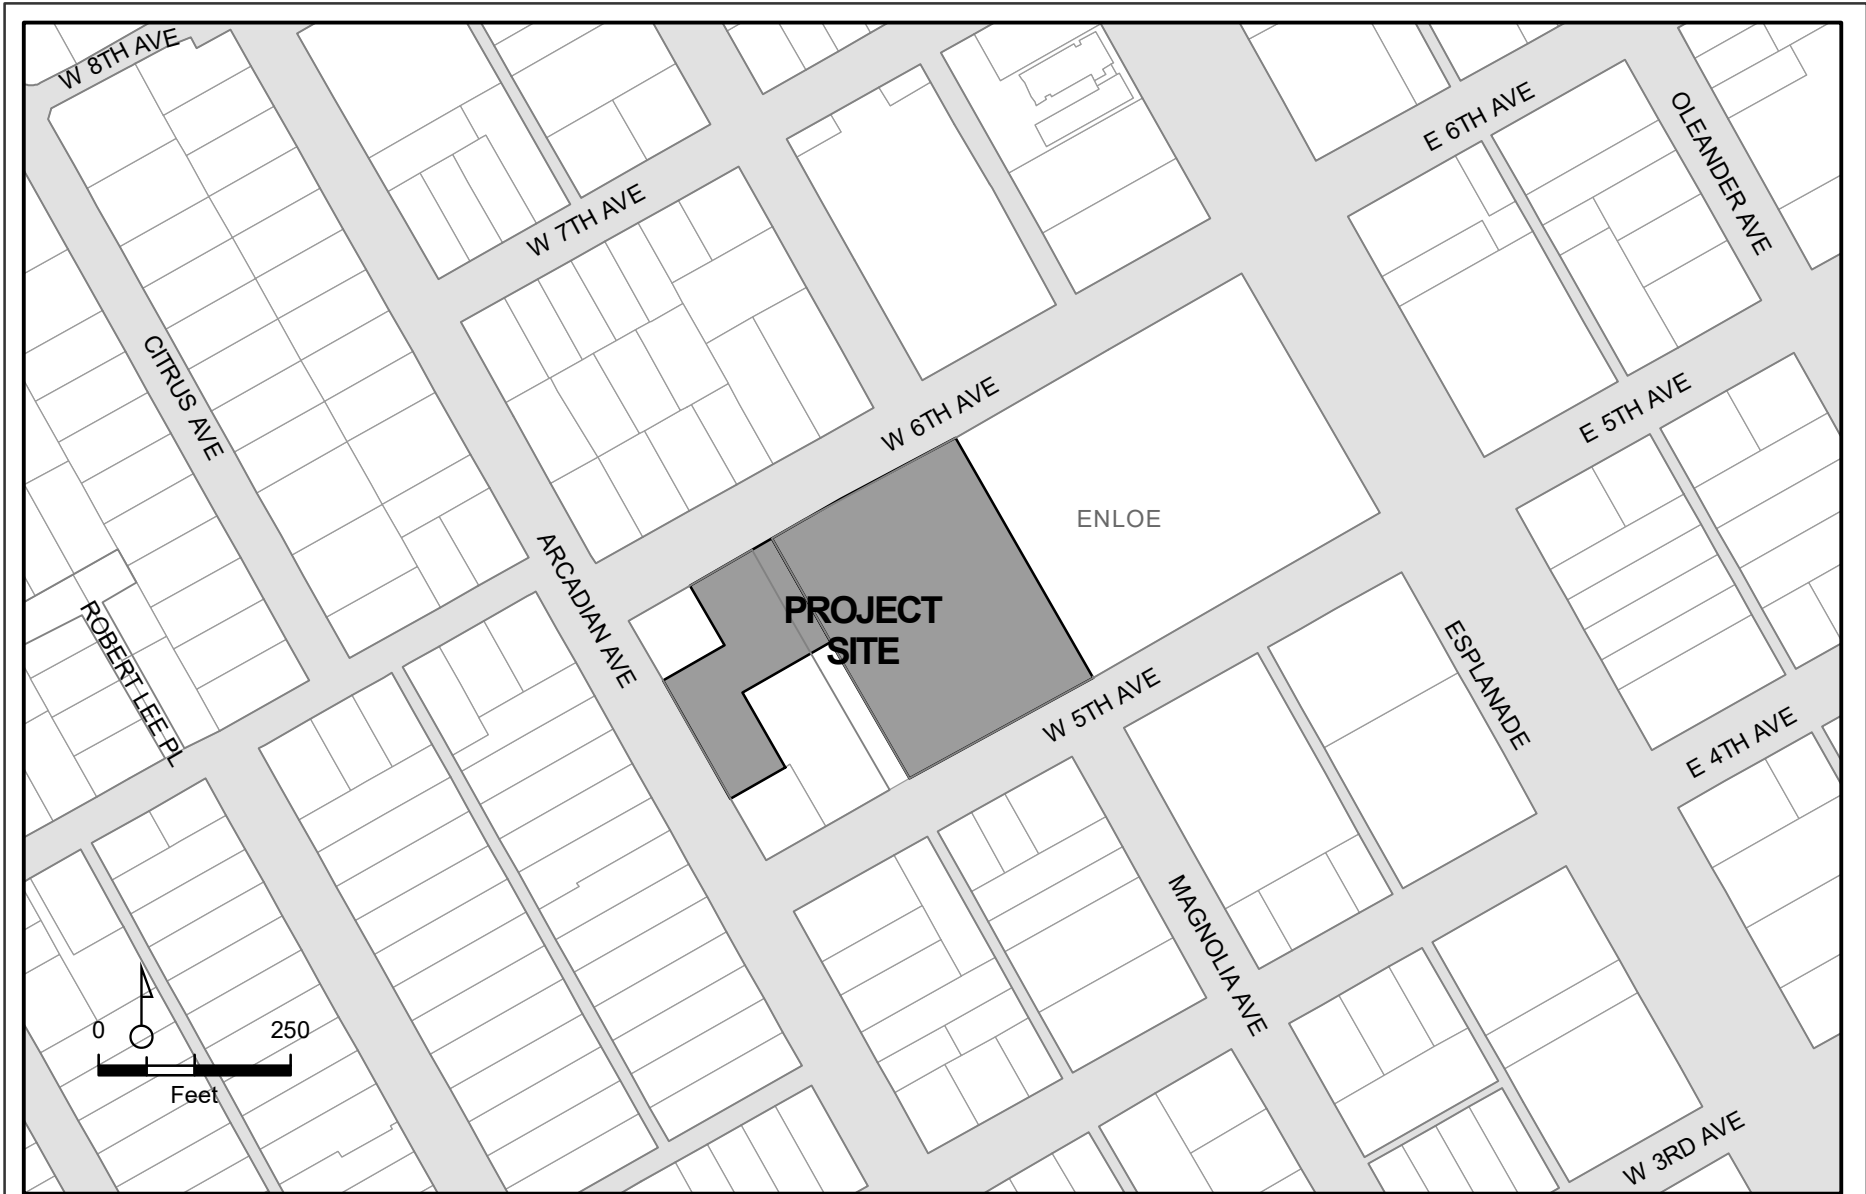 W 8TH AVE
E 6TH AVE
OLEANDER AVE
W 7TH AVE
CITRUS AVE
W 6TH AVE
E 5TH AVE
ENLOE
ARCADIAN AVE
PROJECT
SITE
ROBERT LEE PL
ESPLANADE
W 5TH AVE
E 4TH AVE
MAGNOLIA AVE
0
250
Feet
W 3RD AVE